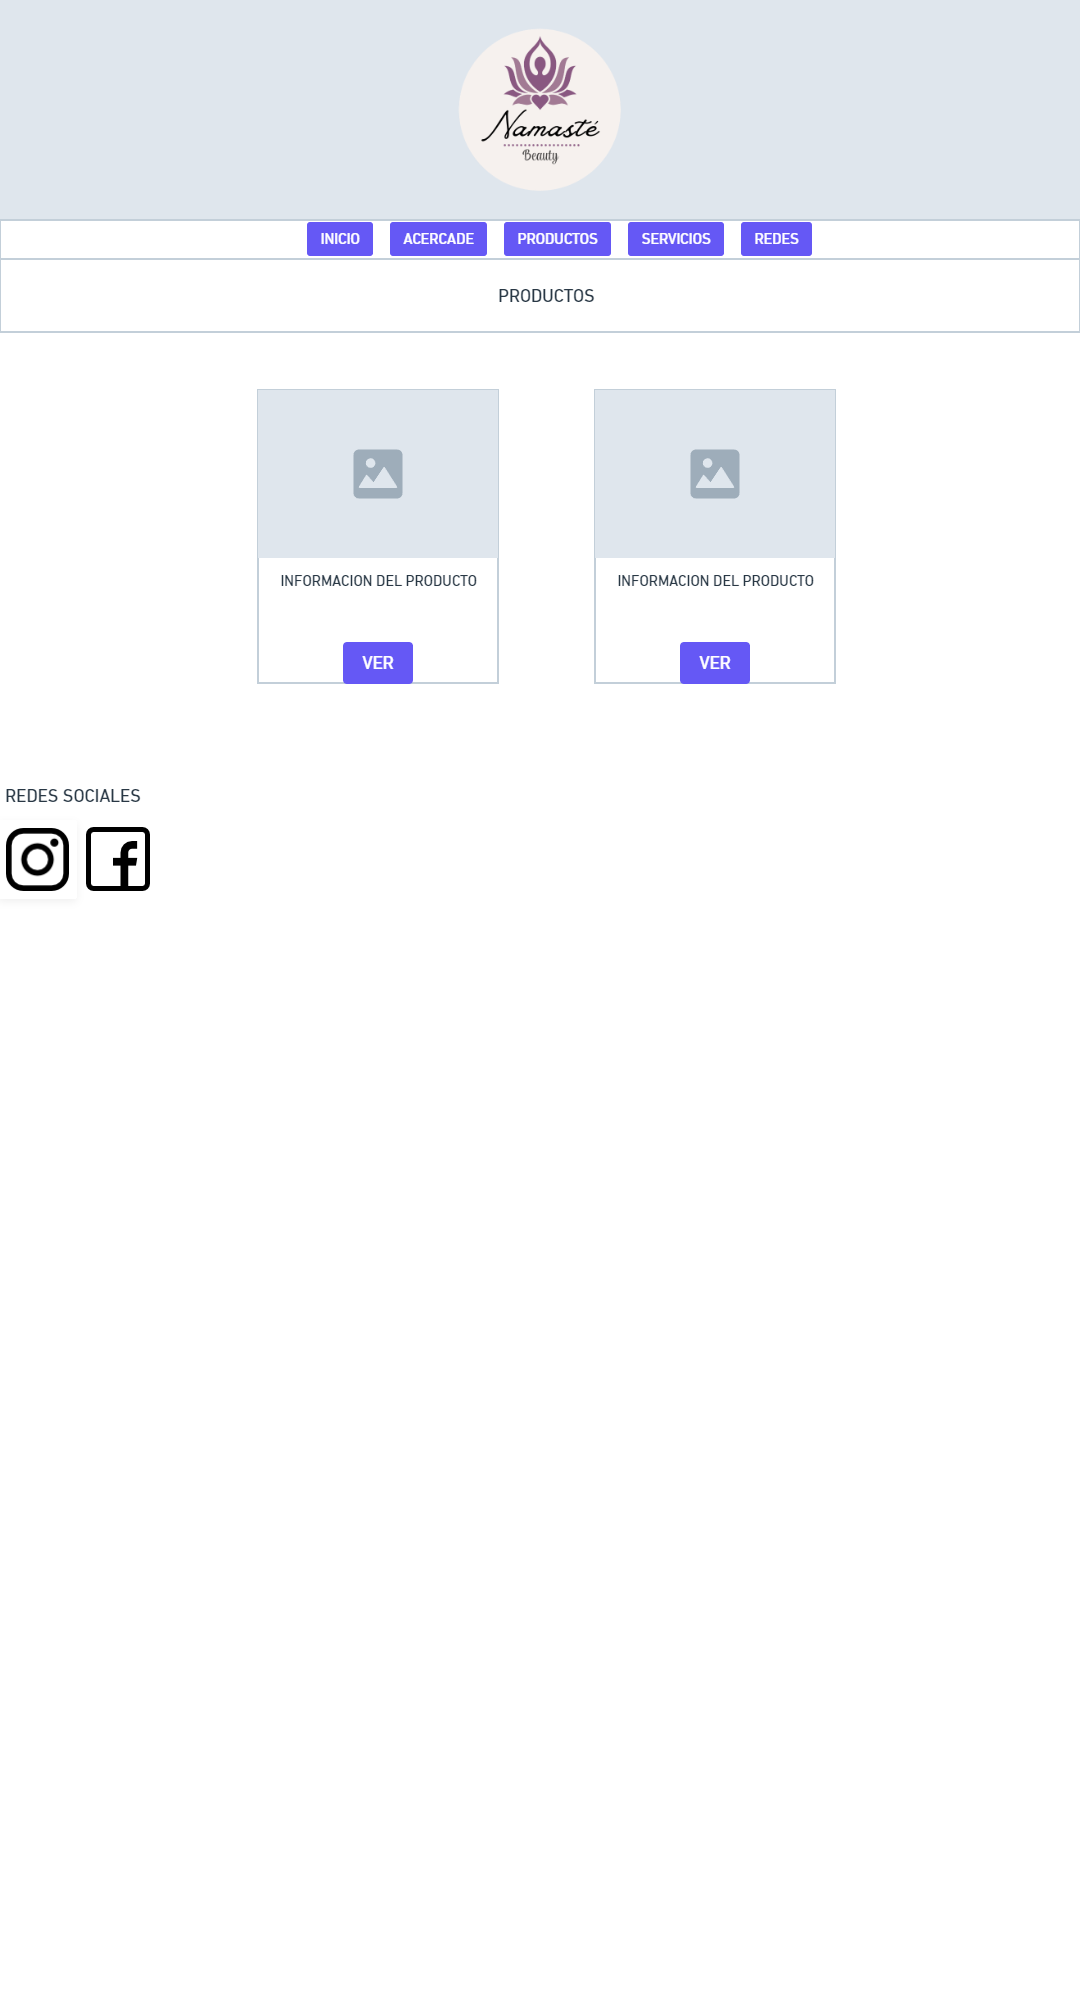 Namasté
Beauty
INICIO ACERCADE PRODUCTOS SERVICIOS REDES
PRODUCTOS
INFORMACION DEL PRODUCTO INFORMACION DEL PRODUCTO
VER VER
REDES SOCIALES